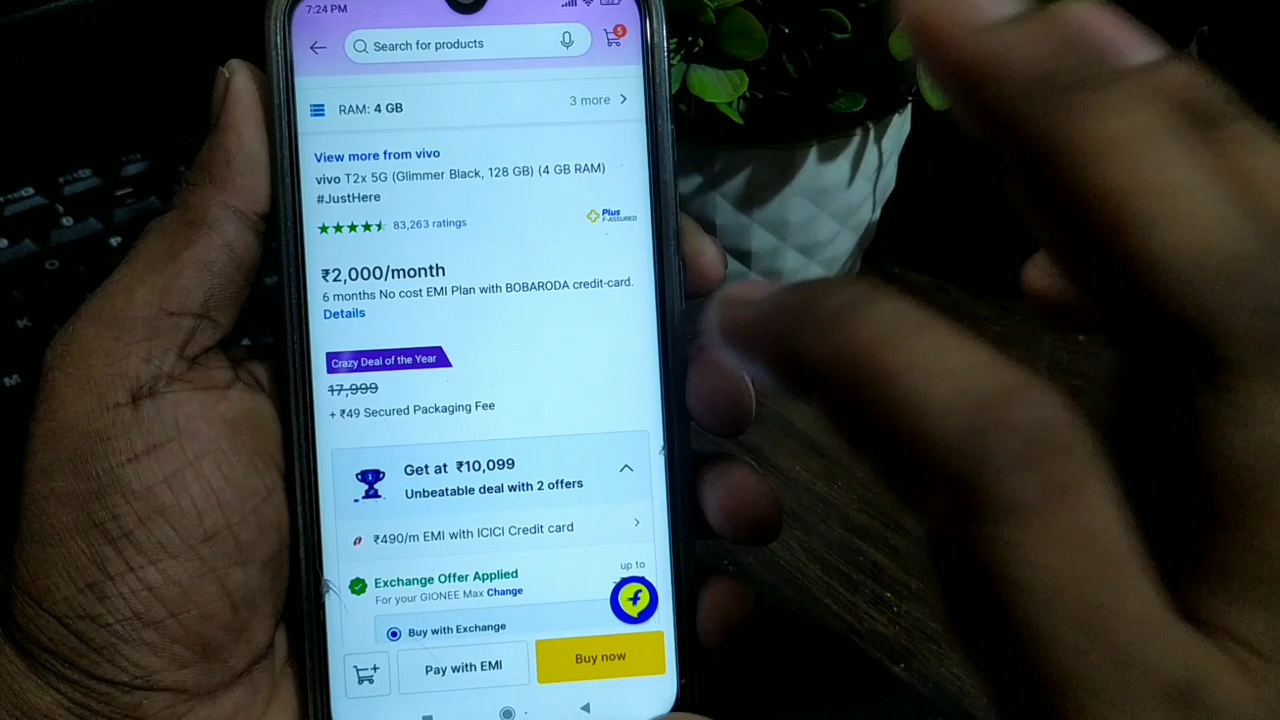 7:24 PM
Search for products
5
RAM: 4 GB
3 more
View more from vivo
vivo T2x 5G (Glimmer Black, 128 GB) (4 GB RAM)
#JustHere
83,263 ratings
Plus
F-ASSURED
₹2,000/month
6 months No cost EMI Plan with BOBARODA credit-card.
Details
Crazy Deal of the Year
17,999
+ ₹49 Secured Packaging Fee
Get at ₹10,099
Unbeatable deal with 2 offers
₹490/m EMI with ICICI Credit card
Exchange Offer Applied
up to
For your GIONEE Max Change
Buy with Exchange
Pay with EMI
Buy now
K
M